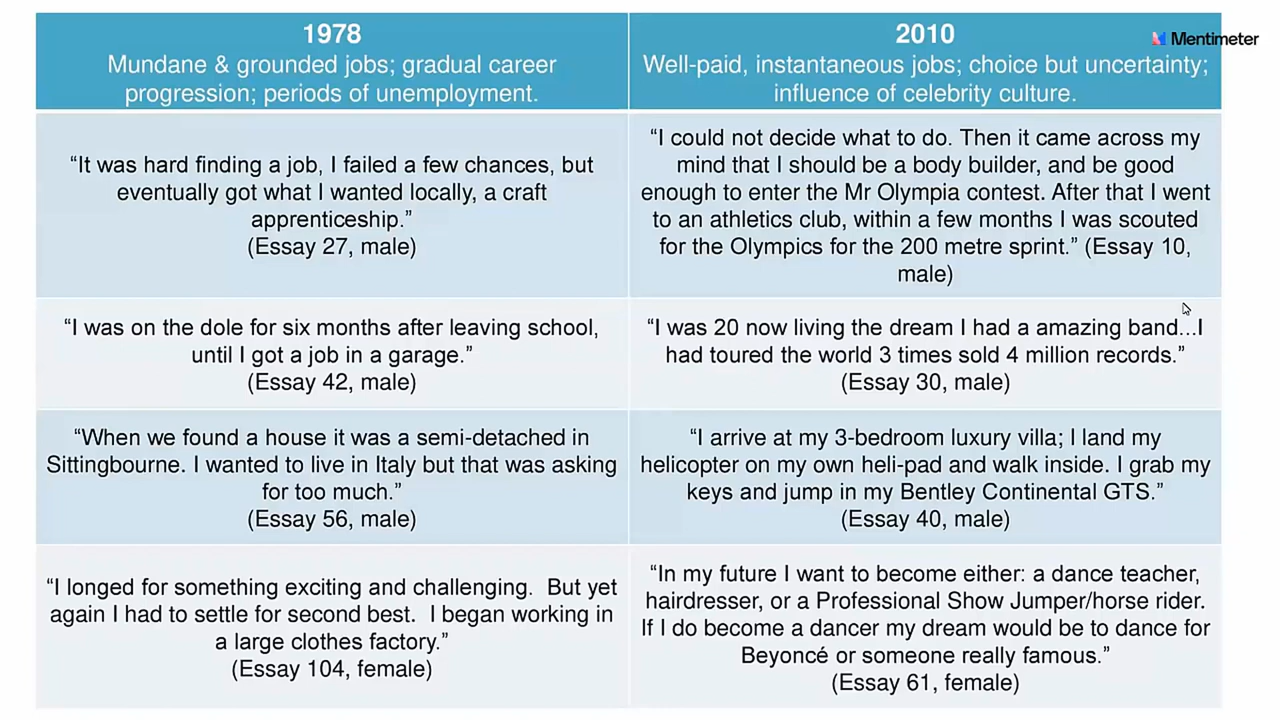 1978
Mundane & grounded jobs; gradual career
progression; periods of unemployment.
2010
Well-paid, instantaneous jobs; choice but uncertainty;
influence of celebrity culture.
Mentimeter
“It was hard finding a job, I failed a few chances, but
eventually got what I wanted locally, a craft
apprenticeship.”
(Essay 27, male)
“I could not decide what to do. Then it came across my
mind that I should be a body builder, and be good
enough to enter the Mr Olympia contest. After that I went
to an athletics club, within a few months I was scouted
for the Olympics for the 200 metre sprint.” (Essay 10,
male)
“I was on the dole for six months after leaving school,
until I got a job in a garage.”
(Essay 42, male)
“I was 20 now living the dream I had a amazing band...I
had toured the world 3 times sold 4 million records.”
(Essay 30, male)
“When we found a house it was a semi-detached in
Sittingbourne. I wanted to live in Italy but that was asking
for too much.”
(Essay 56, male)
“I arrive at my 3-bedroom luxury villa; I land my
helicopter on my own heli-pad and walk inside. I grab my
keys and jump in my Bentley Continental GTS.”
(Essay 40, male)
“I longed for something exciting and challenging. But yet
again I had to settle for second best. I began working in
a large clothes factory.”
(Essay 104, female)
“In my future I want to become either: a dance teacher,
hairdresser, or a Professional Show Jumper/horse rider.
If I do become a dancer my dream would be to dance for
Beyoncé or someone really famous.”
(Essay 61, female)